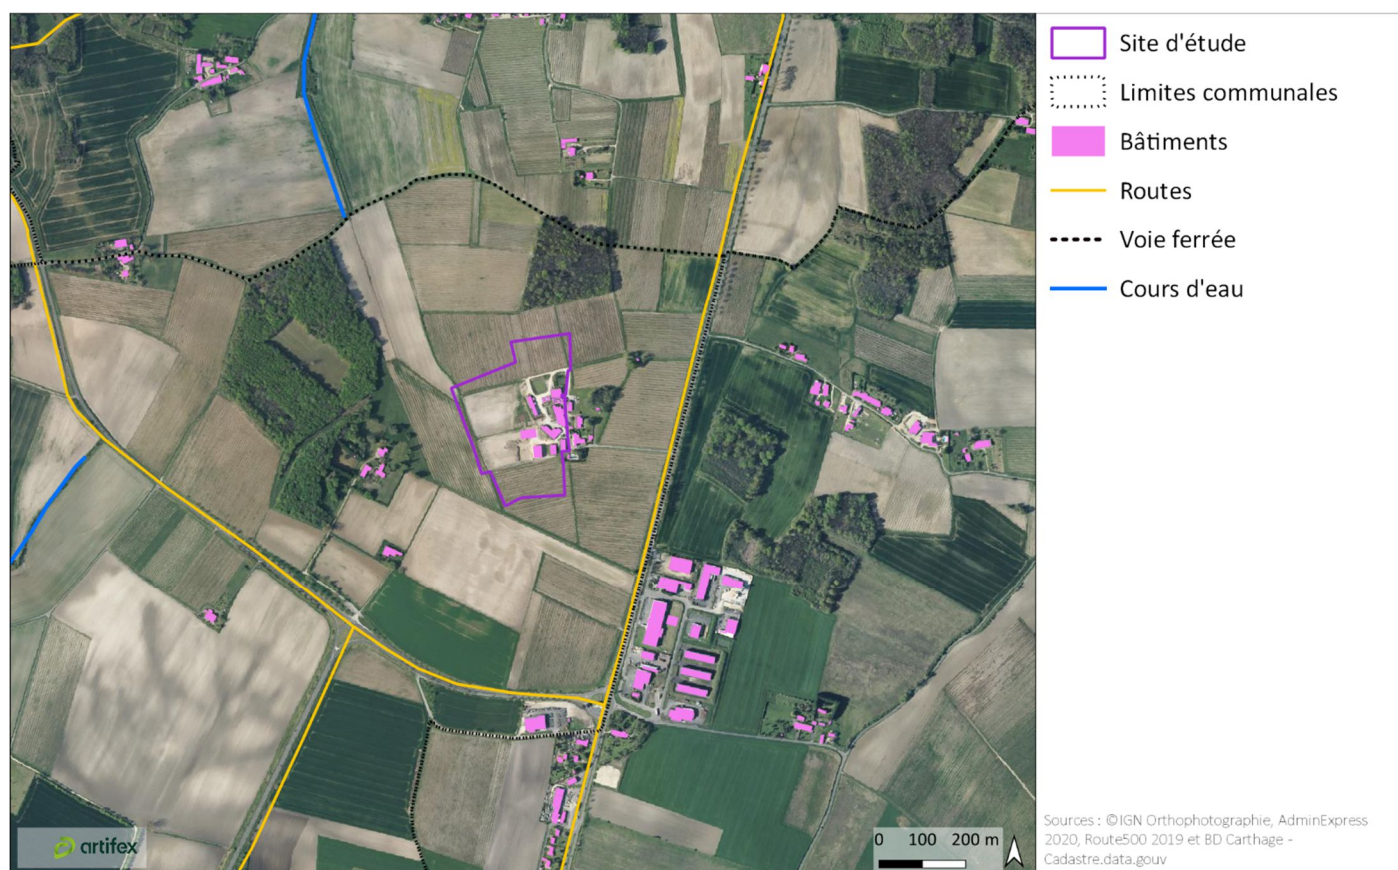 Site d'étude
Limites communales
Bâtiments
Routes
Voie ferrée
Cours d'eau
Sources : ©IGN Orthophotographie, AdminExpress
2020, Route500 2019 et BD Carthage -
Cadastre.data.gouv
artifex
0 100 200 m